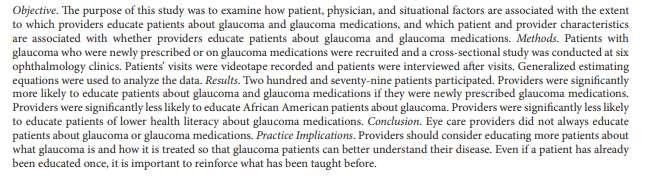 Objective. The purpose of this study was to examine how patient, physician, and situational factors are associated with the extent
to which providers educate patients about glaucoma and glaucoma medications, and which patient and provider characteristics
are associated with whether providers educate patients about glaucoma and glaucoma medications. Methods. Patients with
glaucoma who were newly prescribed or on glaucoma medications were recruited and a cross-sectional study was conducted at six
ophthalmology clinics. Patients' visits were videotape recorded and patients were interviewed after visits. Generalized estimating
equations were used to analyze the data. Results. Two hundred and seventy-nine patients participated. Providers were significantly
more likely to educate patients about glaucoma and glaucoma medications if they were newly prescribed glaucoma medications.
Providers were significantly less likely to educate African American patients about glaucoma. Providers were significantly less likely
to educate patients of lower health literacy about glaucoma medications. Conclusion. Eye care providers did not always educate
patients about glaucoma or glaucoma medications. Practice Implications. Providers should consider educating more patients about
what glaucoma is and how it is treated so that glaucoma patients can better understand their disease. Even if a patient has already
been educated once, it is important to reinforce what has been taught before.